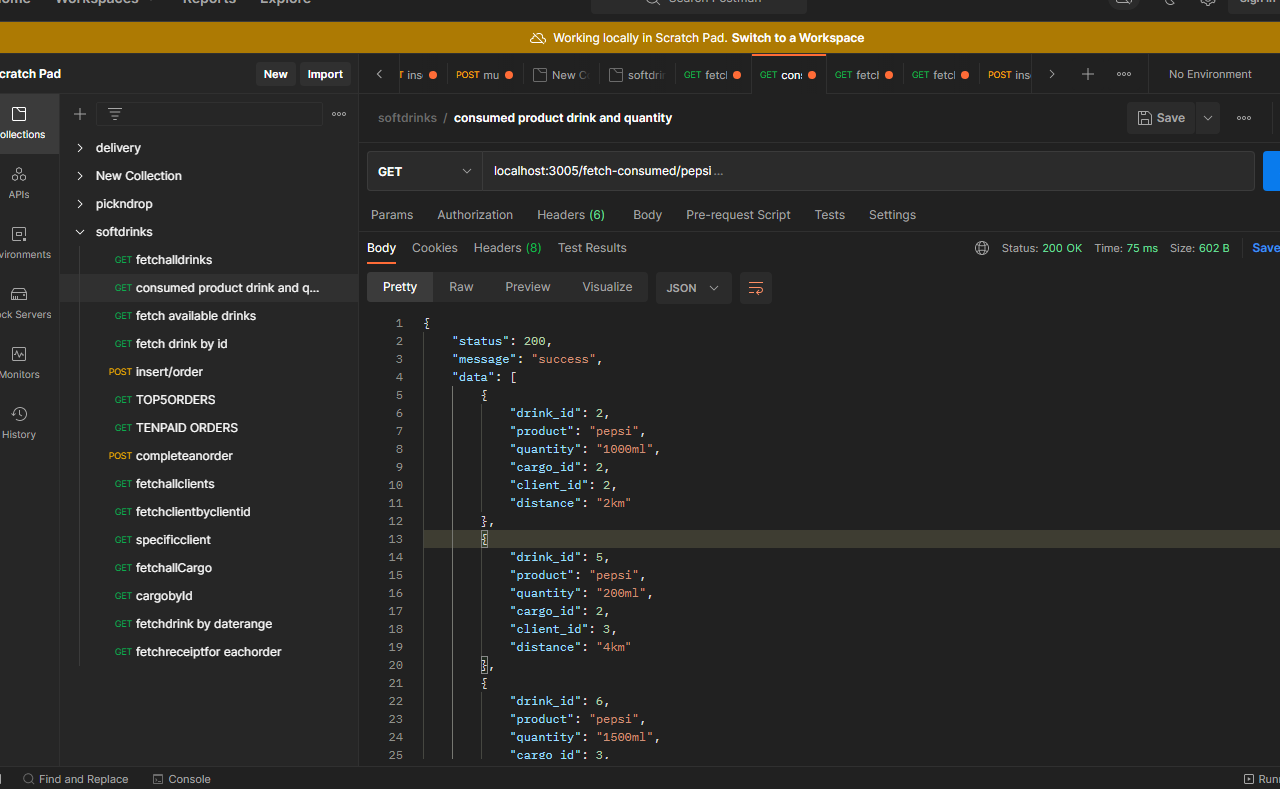 Workspaces Reports Explore Search Postman Sign in
Working locally in Scratch Pad. Switch to a Workspace
cratch Pad New Import
T inse POST mu New Co softdrin GET fetcl GET cons GET fetcl GET fetcl POST ins No Environment
softdrinks / consumed product drink and quantity Save
GET localhost:3005/fetch-consumed/pepsi ...
Params Authorization Headers (6) Body Pre-request Script Tests Settings
Body Cookies Headers (8) Test Results Status: 200 OK Time: 75 ms Size: 602 B Save
Pretty Raw Preview Visualize JSON
ollections
APIs
vironments
ock Servers
Monitors
History
delivery
New Collection
pickndrop
softdrinks
GET fetchalldrinks
GET consumed product drink and q...
GET fetch available drinks
GET fetch drink by id
POST insert/order
GET TOP5ORDERS
GET TENPAID ORDERS
POST completeanorder
GET fetchallclients
GET fetchclientbyclientid
GET specificclient
GET fetchallCargo
GET cargobyId
GET fetchdrink by daterange
GET fetchreceiptfor eachorder
1 {
2 "status": 200,
3 "message": "success",
4 "data": [
5 {
6 "drink_id": 2,
7 "product": "pepsi",
8 "quantity": "1000ml",
9 "cargo_id": 2,
10 "client_id": 2,
11 "distance": "2km"
12 },
13 {
14 "drink_id": 5,
15 "product": "pepsi",
16 "quantity": "200ml",
17 "cargo_id": 2,
18 "client_id": 3,
19 "distance": "4km"
20 },
21 {
22 "drink_id": 6,
23 "product": "pepsi",
24 "quantity": "1500ml",
25 "cargo_id": 3,
Find and Replace Console Runn